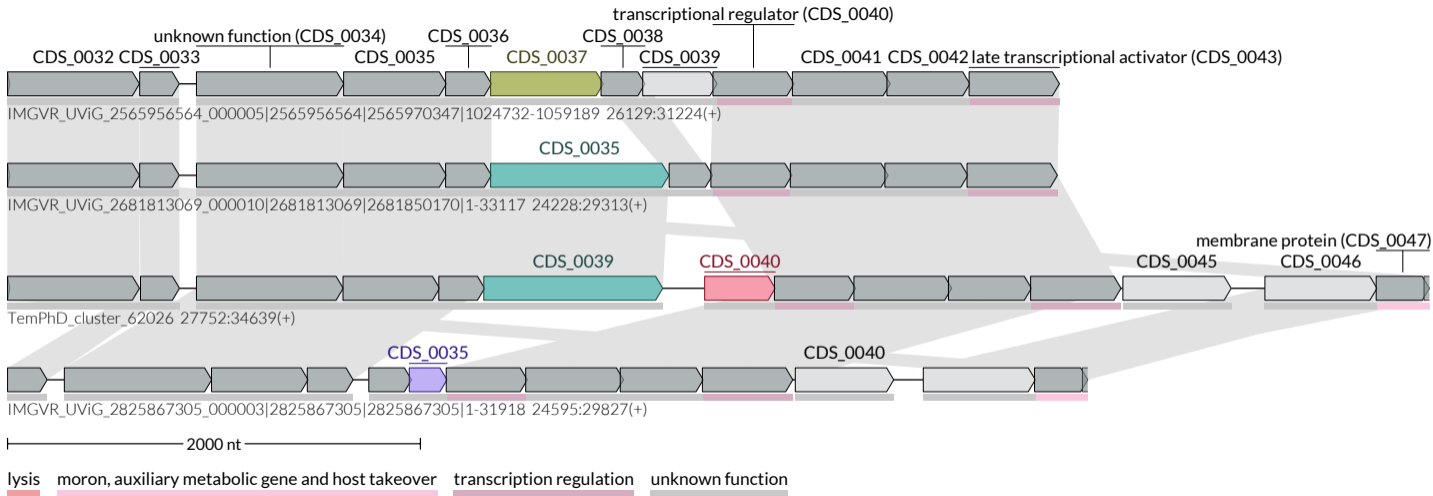 transcriptional regulator (CDS_0040)
unknown function (CDS_0034) CDS_0036 CDS_0038
CDS_0032 CDS_0033 CDS_0035 CDS_0037 CDS_0039 CDS_0041 CDS_0042 late transcriptional activator (CDS_0043)
IMGVR_UViG_2565956564_000005|2565956564|2565970347|1024732-1059189 26129:31224(+)
CDS_0035
IMGVR_UViG_2681813069_000010|2681813069|2681850170|1-33117 24228:29313(+)
membrane protein (CDS_0047)
CDS_0039 CDS_0040 CDS_0045 CDS_0046
TemPhD_cluster_62026 27752:34639(+)
CDS_0035 CDS_0040
IMGVR_UViG_2825867305_000003|2825867305|2825867305|1-31918 24595:29827(+)
2000 nt
lysis moron, auxiliary metabolic gene and host takeover transcription regulation unknown function